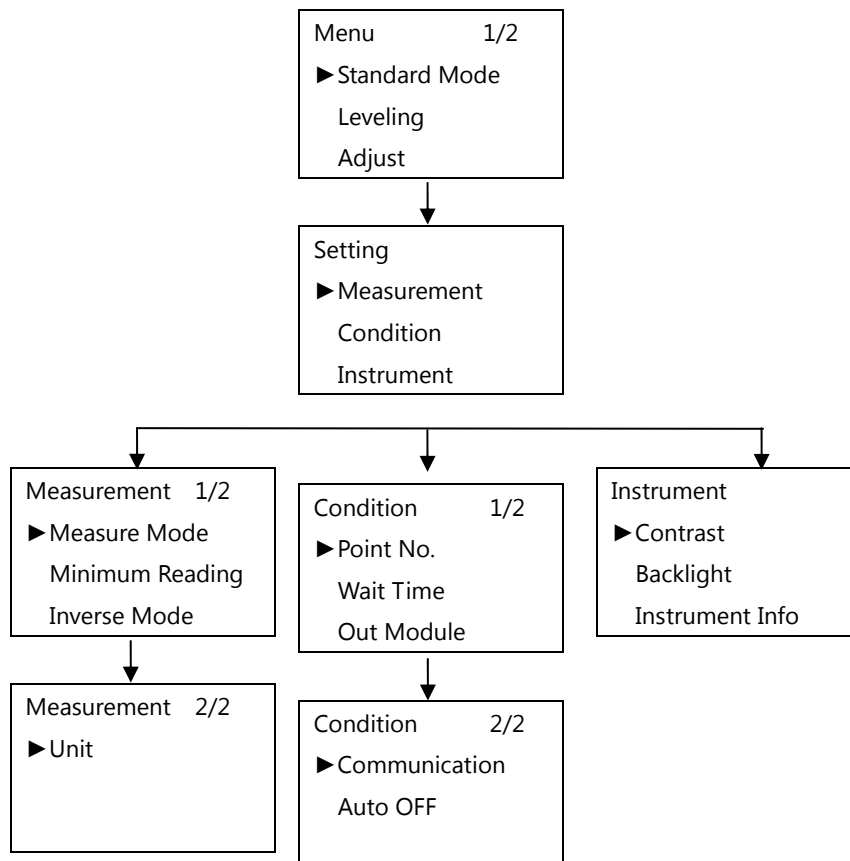 Menu 1/2
►Standard Mode
Leveling
Adjust
Setting
►Measurement
Condition
Instrument
Measurement 1/2
►Measure Mode
Minimum Reading
Inverse Mode
Condition 1/2
►Point No.
Wait Time
Out Module
Instrument
►Contrast
Backlight
Instrument Info
Measurement 2/2
►Unit
Condition 2/2
►Communication
Auto OFF